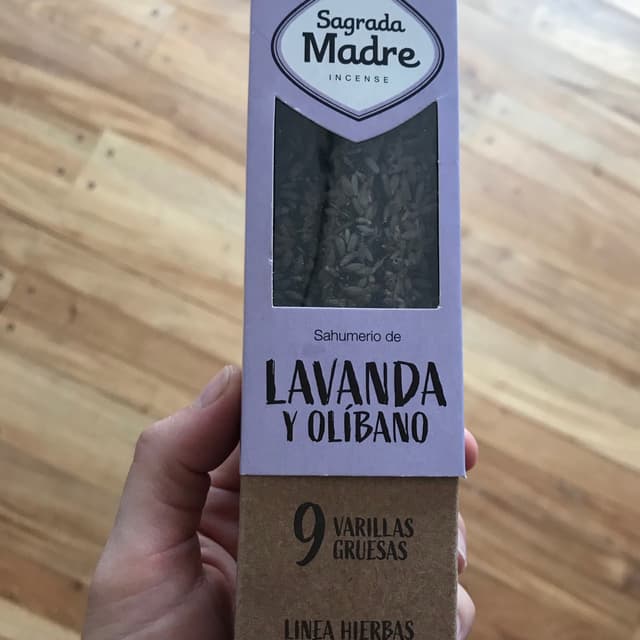 Sagrada
Madre
INCENSE
Sahumerio de
LAVANDA
Y OLÍBANO
9 VARILLAS
GRUESAS
LINEA HIERBAS